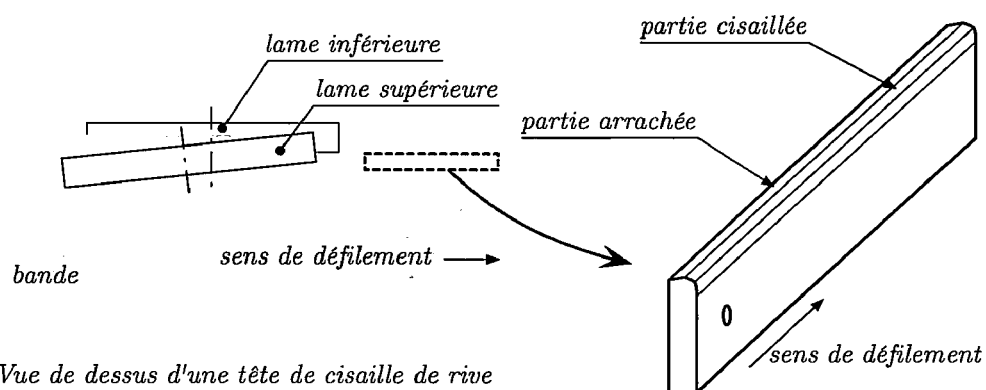 partie cisaillée
lame inférieure
lame supérieure
partie arrachée
sens de défilement
bande
sens de défilement
Vue de dessus d'une tête de cisaille de rive